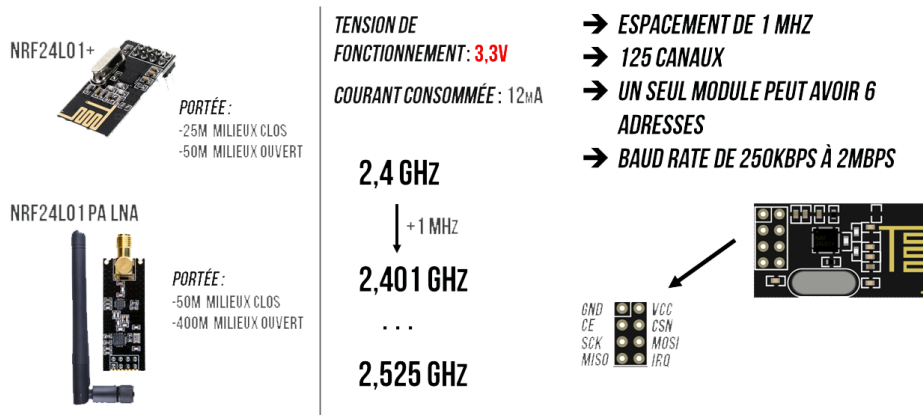 NRF24L01+
PORTÉE :
-25M MILIEUX CLOS
-50M MILIEUX OUVERT
NRF24L01 PA LNA
PORTÉE :
-50M MILIEUX CLOS
-400M MILIEUX OUVERT
TENSION DE
FONCTIONNEMENT : 3,3V
COURANT CONSOMMÉE : 12MA
2,4 GHZ
+1 MHZ
2,401 GHZ
...
2,525 GHZ
→ ESPACEMENT DE 1 MHZ
→ 125 CANAUX
→ UN SEUL MODULE PEUT AVOIR 6
ADRESSES
→ BAUD RATE DE 250KBPS À 2MBPS
GND VCC
CE CSN
SCK MOSI
MISO IRQ